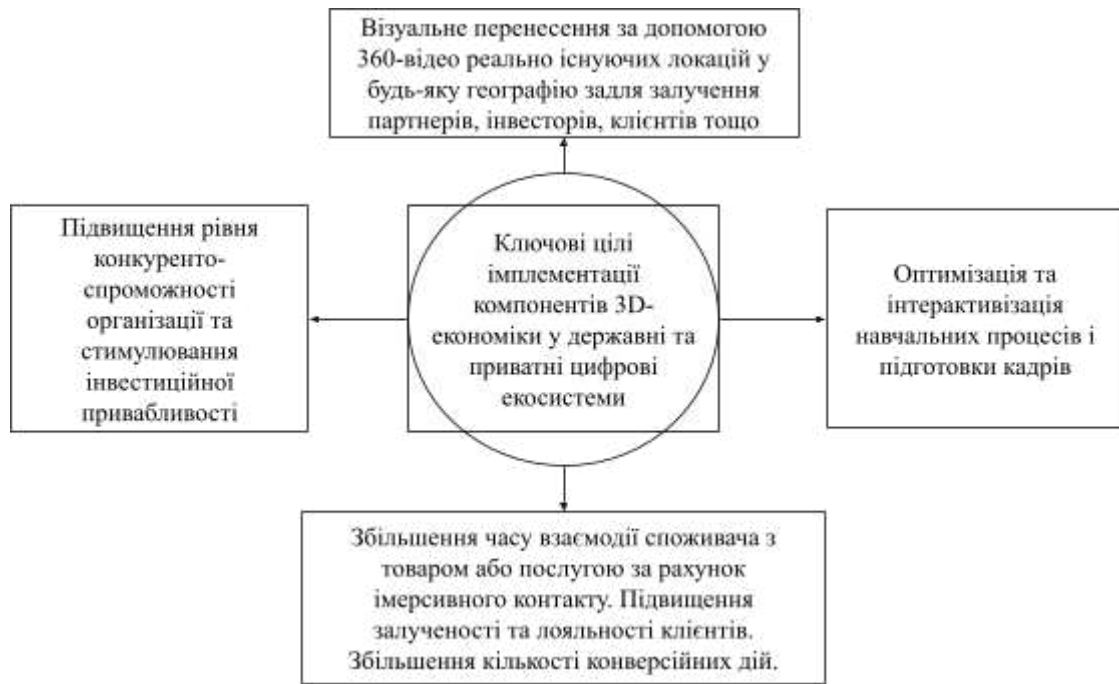 Візуальне перенесення за допомогою
360-відео реально існуючих локацій у
будь-яку географію задля залучення
партнерів, інвесторів, клієнтів тощо
Підвищення рівня
конкуренто-
спроможності
організації та
стимулювання
інвестиційної
привабливості
Ключові цілі
імплементації
компонентів 3D-
економіки у державні та
приватні цифрові
екосистеми
Оптимізація та
інтерактивізація
навчальних процесів і
підготовки кадрів
Збільшення часу взаємодії споживача з
товаром або послугою за рахунок
імерсивного контакту. Підвищення
залученості та лояльності клієнтів.
Збільшення кількості конверсійних дій.